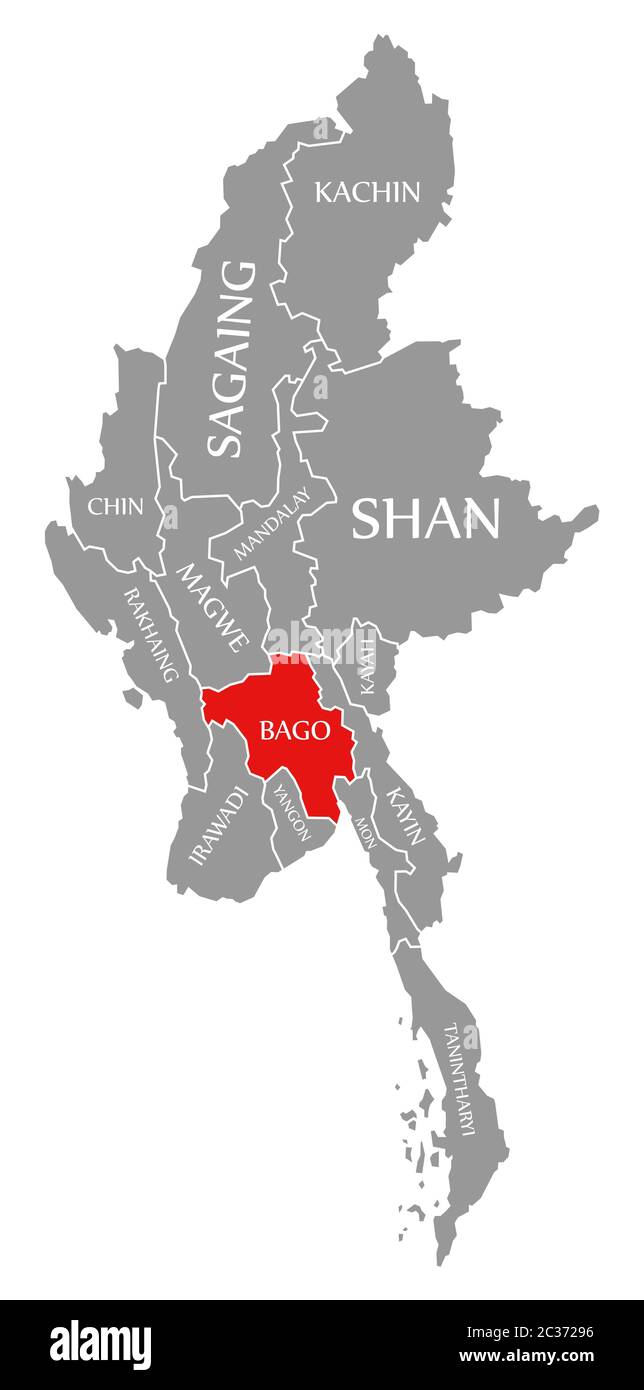 KACHIN
SAGAING
SHAN
CHIN
MANDALAY
MAGWE
RAKHAING
KAYAH
BAGO
IRAWADI
YANGON
MON
KAYIN
TANINTHARYI
a
a
a
a
a
alamy
alamy
Image ID: 2C37296
www.alamy.com